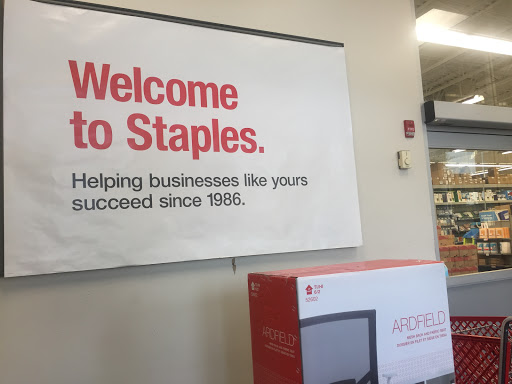 Welcome
to Staples.
Helping businesses like yours
succeed since 1986.
ARDFIELD
ARDFIELD